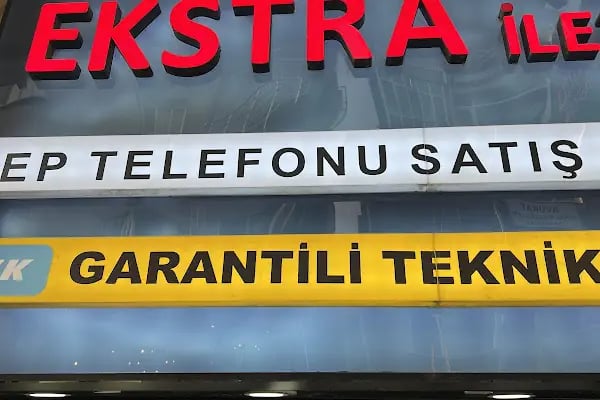 EKSTRA İLE
EP TELEFONU SATIŞ
K GARANTİLİ TEKNİK